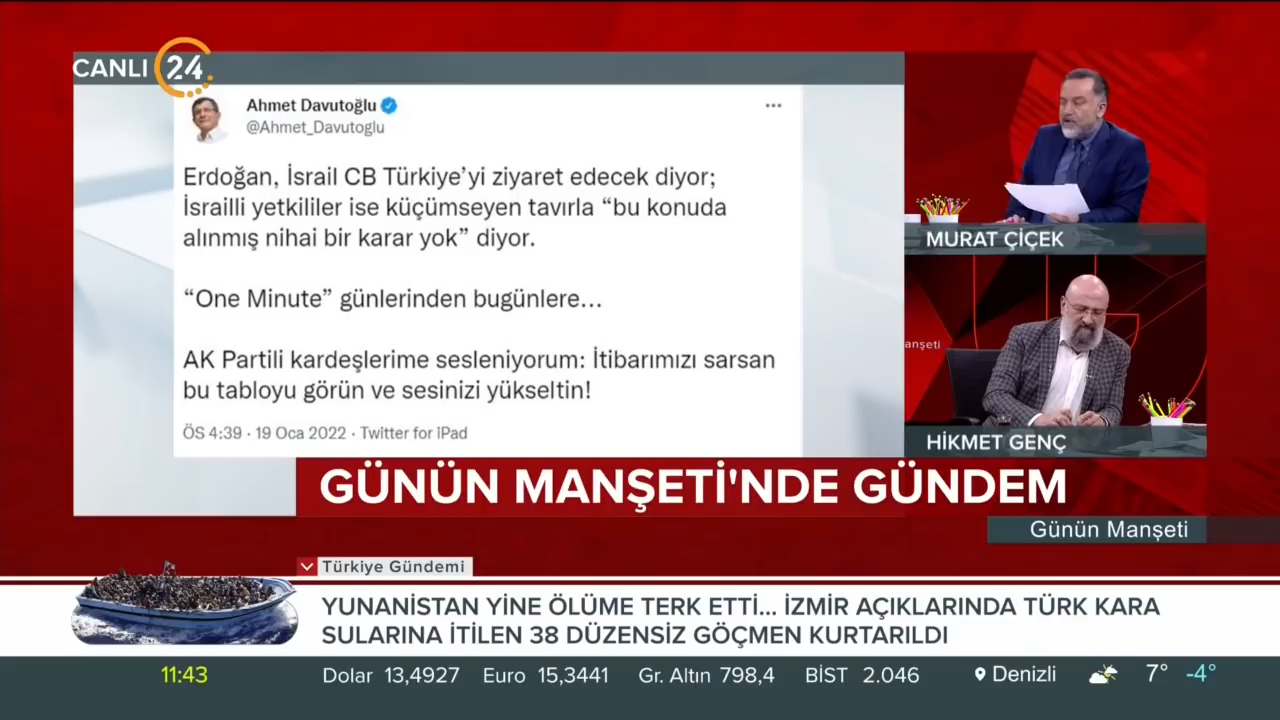 CANLI 24
Ahmet Davutoğlu
@Ahmet_Davutoglu
Erdoğan, İsrail CB Türkiye’yi ziyaret edecek diyor;
İsrailli yetkililer ise küçümseyen tavırla “bu konuda
alınmış nihai bir karar yok” diyor.
“One Minute” günlerinden bugünlere...
AK Partili kardeşlerime sesleniyorum: İtibarımızı sarsan
bu tabloyu görün ve sesinizi yükseltin!
ÖS 4:39 · 19 Oca 2022 · Twitter for iPad
MURAT ÇİÇEK
anşeti
HİKMET GENÇ
GÜNÜN MANŞETİ'NDE GÜNDEM
Günün Manşeti
Türkiye Gündemi
YUNANİSTAN YİNE ÖLÜME TERK ETTİ... İZMİR AÇIKLARINDA TÜRK KARA
SULARINA İTİLEN 38 DÜZENSİZ GÖÇMEN KURTARILDI
11:43 Dolar 13,4927 Euro 15,3441 Gr. Altın 798,4 BİST 2.046 Denizli 7° -4°